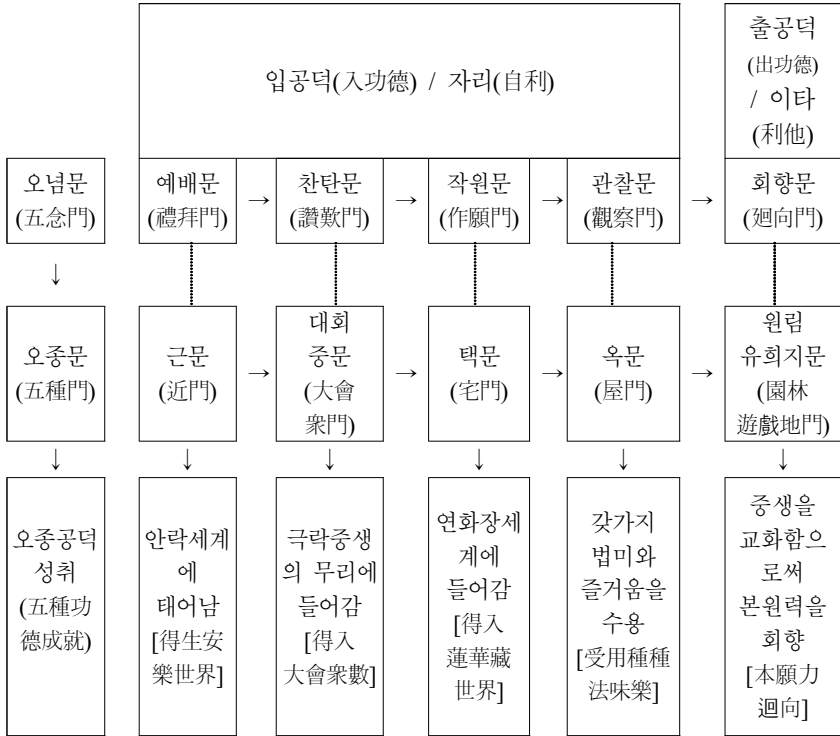 입공덕(入功德) / 자리(自利)
출공덕
(出功德)
/ 이타
(利他)
오념문
(五念門)
예배문
(禮拜門)
→
찬탄문
(讚歎門)
→
작원문
(作願門)
→
관찰문
(觀察門)
→
회향문
(廻向門)
↓
오종문
(五種門)
근문
(近門)
→
대회
중문
(大會
衆門)
→
택문
(宅門)
→
옥문
(屋門)
→
원림
유희지문
(園林
遊戲地門)
↓
↓
↓
↓
↓
↓
오종공덕
성취
(五種功
德成就)
안락세계
에
태어남
[得生安
樂世界]
극락중생
의 무리에
들어감
[得入
大會衆數]
연화장세
계에
들어감
[得入
蓮華藏
世界]
갖가지
법미와
즐거움을
수용
[受用種種
法味樂]
중생을
교화함으
로써
본원력을
회향
[本願力
迴向]